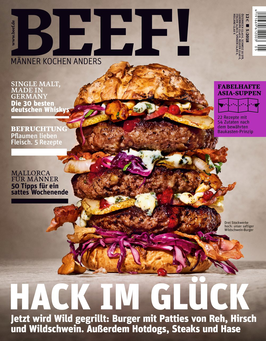 BEEF!
MÄNNER KOCHEN ANDERS
SINGLE MALT,
MADE IN
GERMANY
Die 30 besten
deutschen Whiskys
BEFRUCHTUNG
Pflaumen lieben
Fleisch. 5 Rezepte
MALLORCA
FÜR MÄNNER
50 Tipps für ein
sattes Wochenende
FABELHAFTE
ASIA-SUPPEN
HACK IM GLÜCK
Jetzt wird Wild gegrillt: Burger mit Patties von Reh, Hirsch
und Wildschwein. Außerdem Hotdogs, Steaks und Hase